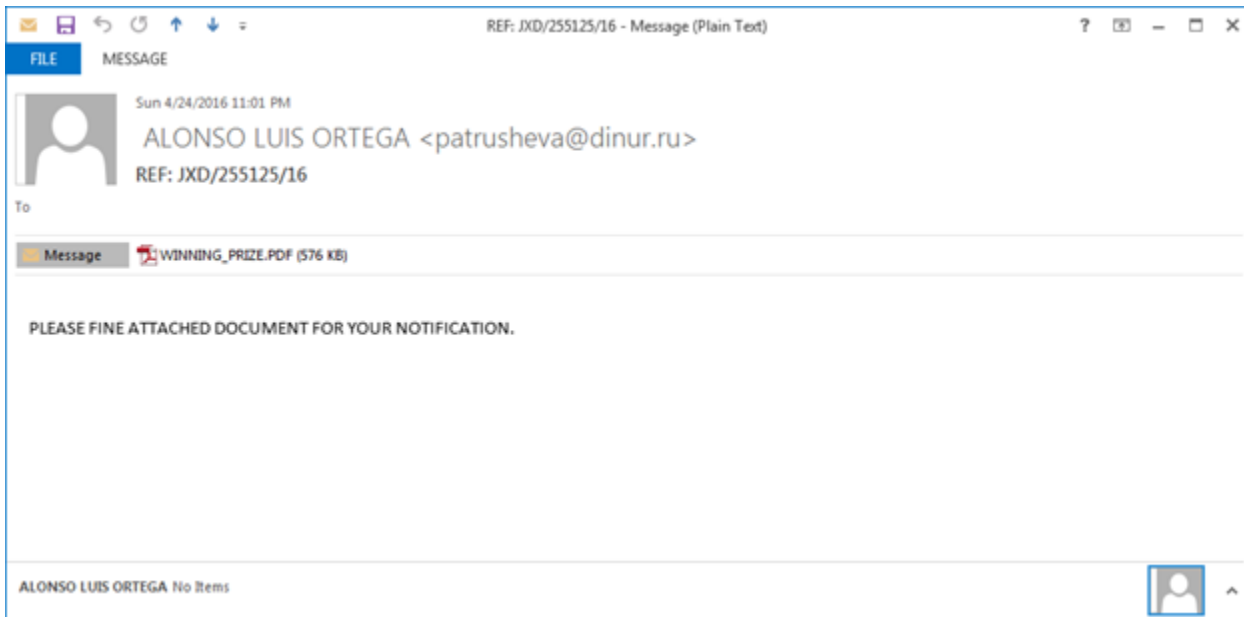 REF: JXD/255125/16 - Message (Plain Text)
FILE MESSAGE
Sun 4/24/2016 11:01 PM
ALONSO LUIS ORTEGA <patrusheva@dinur.ru>
REF: JXD/255125/16
To
Message WINNING_PRIZE.PDF (576 KB)
PLEASE FINE ATTACHED DOCUMENT FOR YOUR NOTIFICATION.
ALONSO LUIS ORTEGA No Items